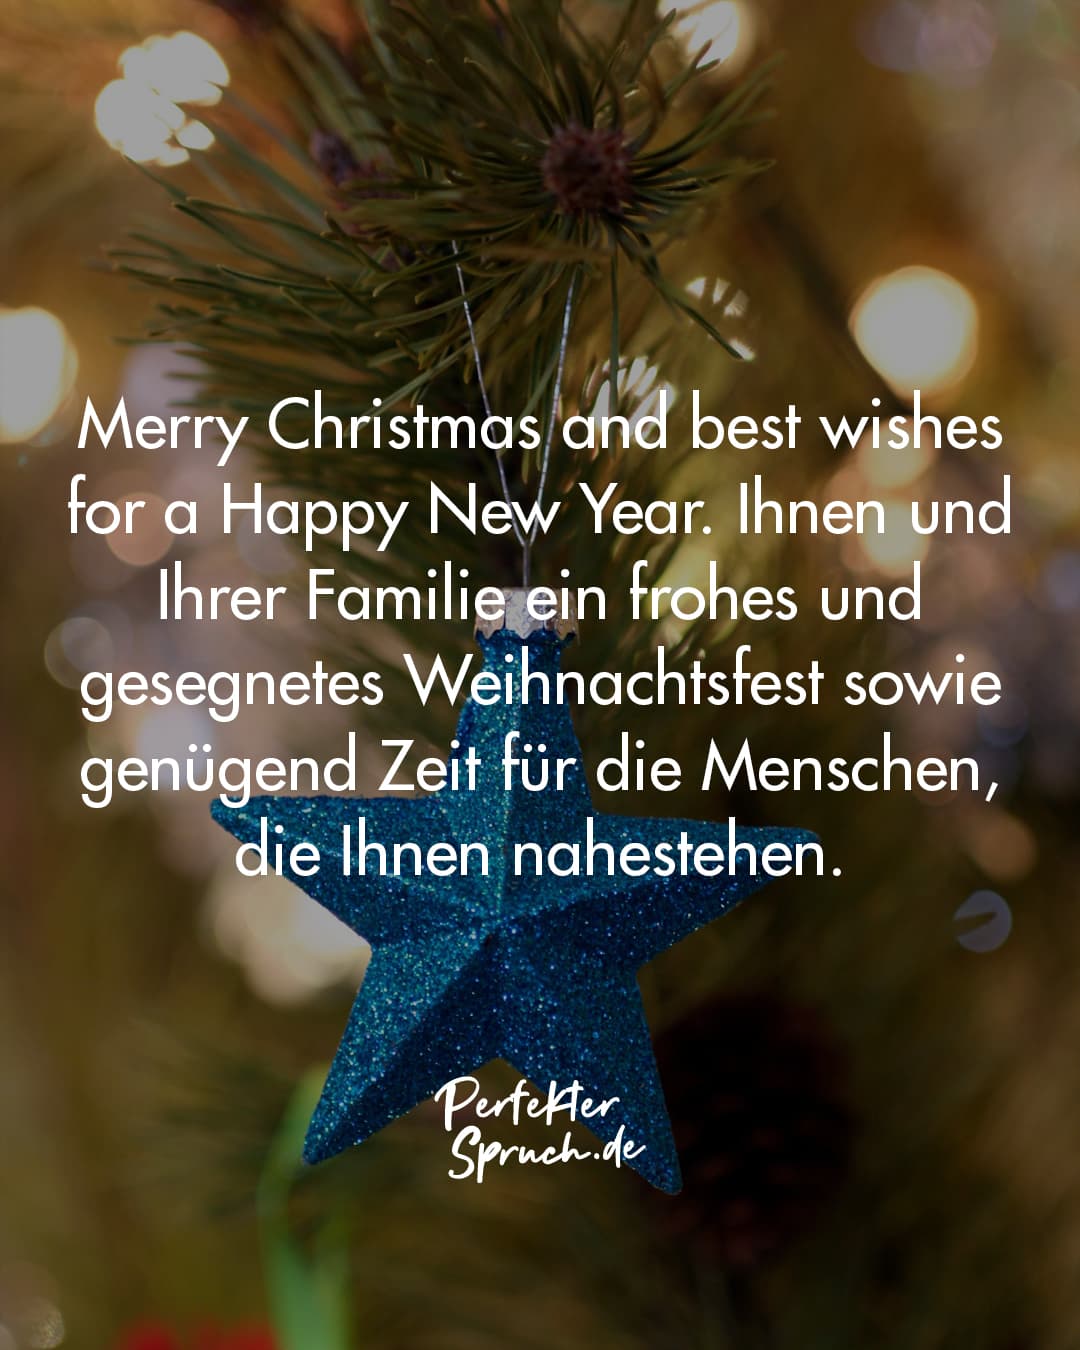 Merry Christmas and best wishes
for a Happy New Year. Ihnen und
Ihrer Familie ein frohes und
gesegnetes Weihnachtsfest sowie
genügend Zeit für die Menschen,
die Ihnen nahestehen.
Perfekter
Spruch.de